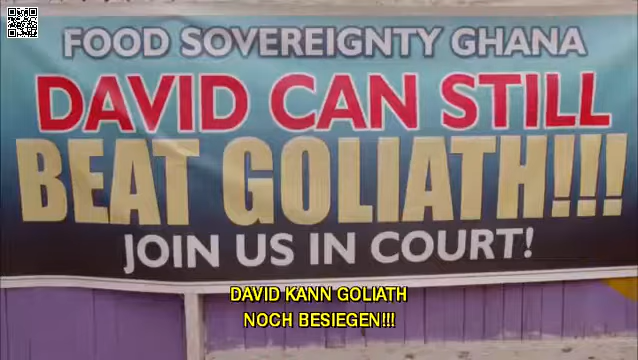 FOOD SOVEREIGNTY GHANA
DAVID CAN STILL
BEAT GOLIATH!!!
JOIN US IN COURT!
DAVID KANN GOLIATH
NOCH BESIEGEN!!!